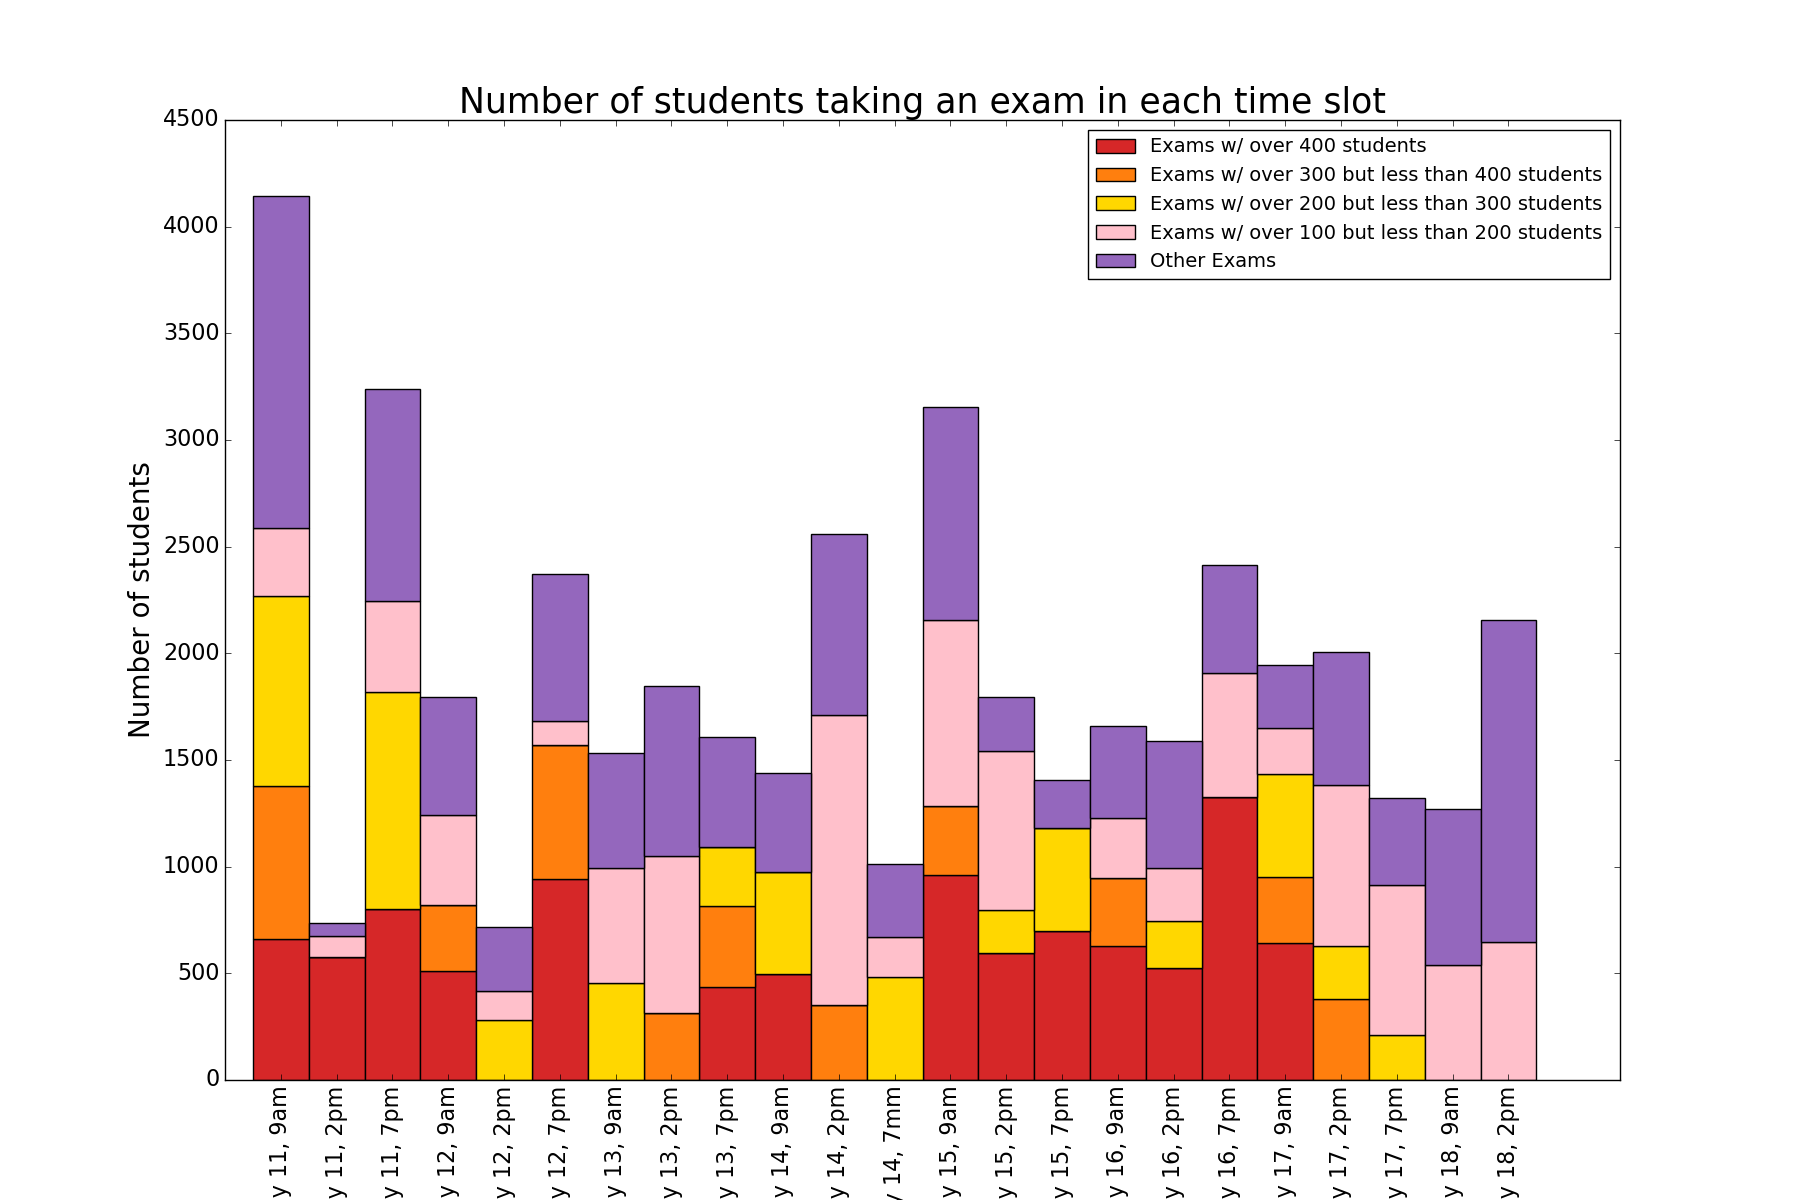 Number of students taking an exam in each time slot
Exams w/ over 400 students
Exams w/ over 300 but less than 400 students
Exams w/ over 200 but less than 300 students
Exams w/ over 100 but less than 200 students
Other Exams
Number of students
4500
4000
3500
3000
2500
2000
1500
1000
500
0
y 11, 9am
y 11, 2pm
y 11, 7pm
y 12, 9am
y 12, 2pm
y 12, 7pm
y 13, 9am
y 13, 2pm
y 13, 7pm
y 14, 9am
y 14, 2pm
y 14, 7mm
y 15, 9am
y 15, 2pm
y 15, 7pm
y 16, 9am
y 16, 2pm
y 16, 7pm
y 17, 9am
y 17, 2pm
y 17, 7pm
y 18, 9am
y 18, 2pm